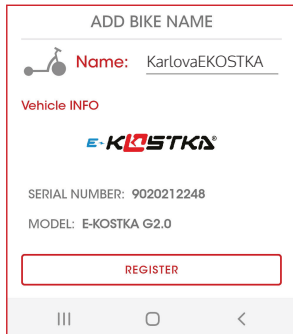 ADD BIKE NAME
Name: KarlovaEKOSTKA
Vehicle INFO
E-KOSTKA
SERIAL NUMBER: 9020212248
MODEL: E-KOSTKA G2.0
REGISTER